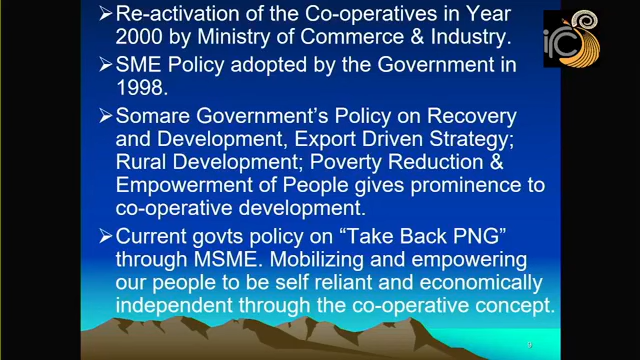 ➢ Re-activation of the Co-operatives in Year
2000 by Ministry of Commerce & Industry.
➢ SME Policy adopted by the Government in
1998.
➢ Somare Government's Policy on Recovery
and Development, Export Driven Strategy;
Rural Development; Poverty Reduction &
Empowerment of People gives prominence to
co-operative development.
➢ Current govts policy on “Take Back PNG”
through MSME. Mobilizing and empowering
our people to be self reliant and economically
independent through the co-operative concept.
9